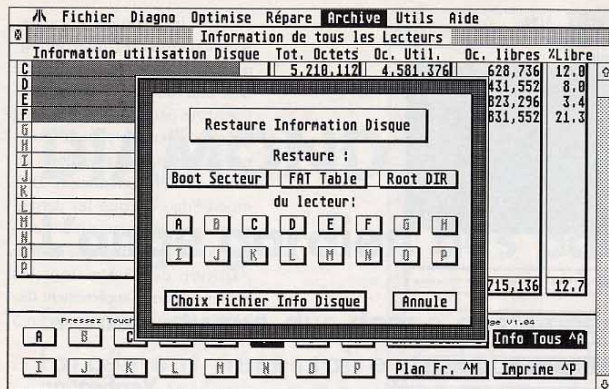 Fichier Diagno Optimise Répare Archive Utils Aide
Information de tous les Lecteurs
Information utilisation Disque Tot. Octets Oc. Util. Oc. libres %Libre
C 5,210,112 4,581,376 628,736 12.0
D 431,552 8.0
E 823,296 3.4
F 831,552 21.3
G
H
I
J
K
L
M
N
O
P
715,136 12.7
Restaure Information Disque
Restaure :
Boot Secteur FAT Table Root DIR
du lecteur:
A B C D E F G H
I J K L M N O P
Choix Fichier Info Disque Annule
Pressez Touch ge V1.04
A B C Info Tous ^A
I J K L M N O P Plan Fr. ^M Imprime ^P